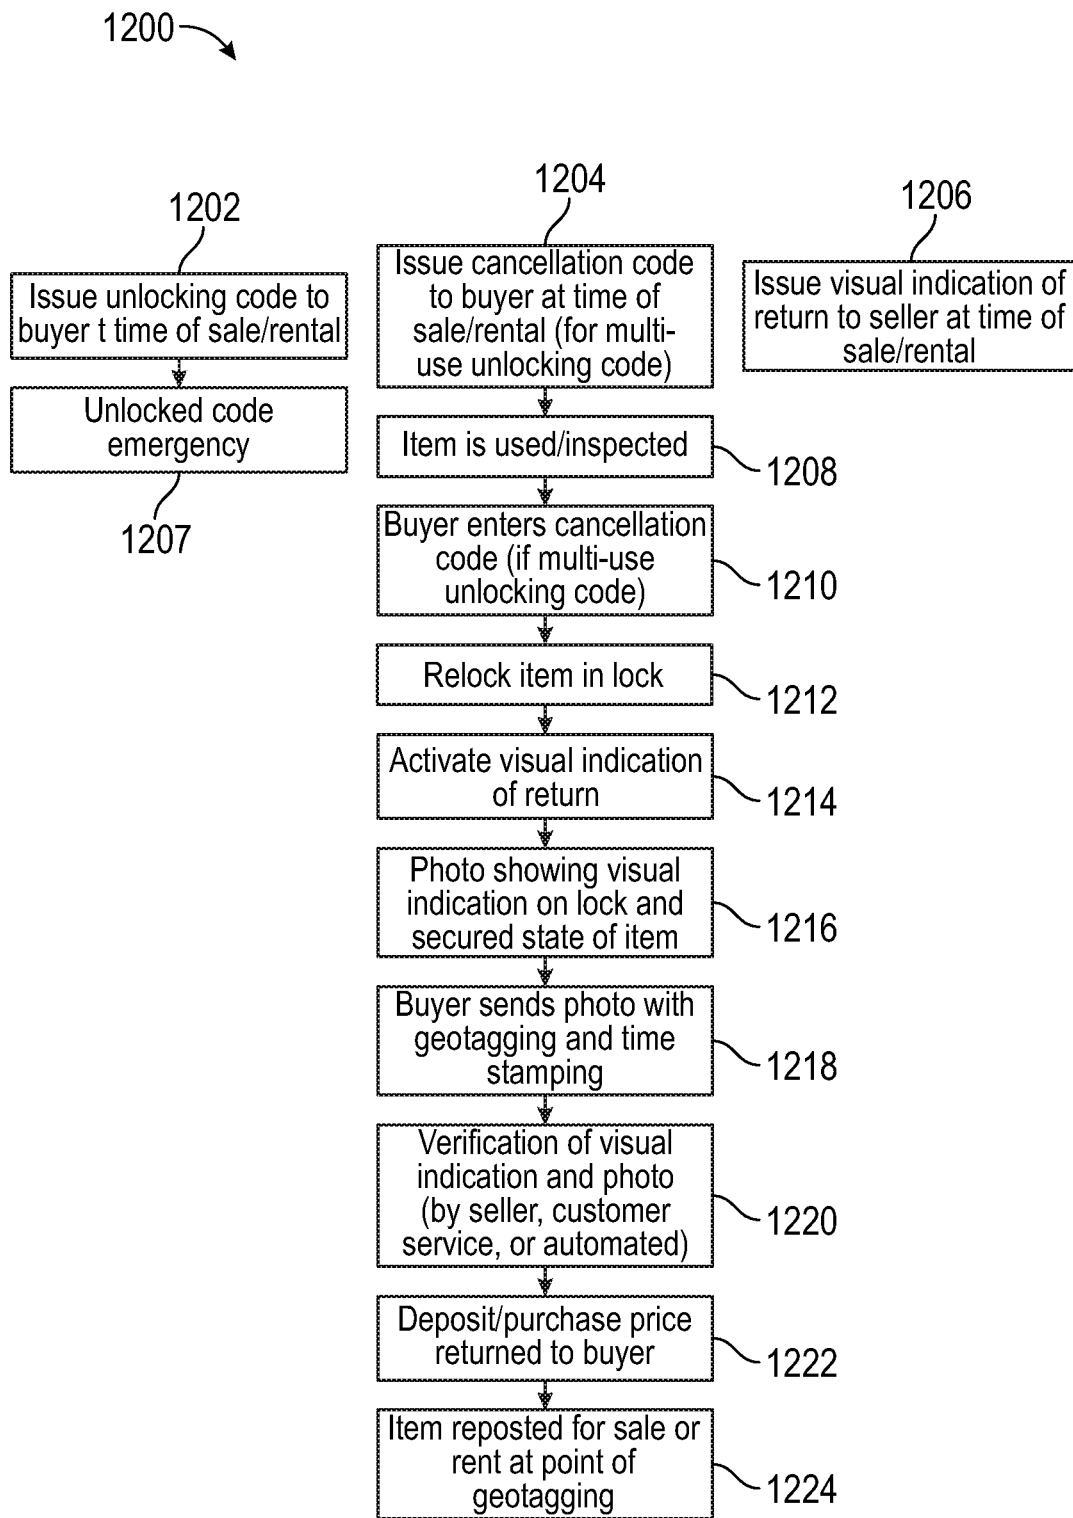 1200
1202
Issue unlocking code to
buyer t time of sale/rental
Unlocked code
emergency
1207
1204
Issue cancellation code
to buyer at time of
sale/rental (for multi-
use unlocking code)
1206
Issue visual indication of
return to seller at time of
sale/rental
Item is used/inspected
1208
Buyer enters cancellation
code (if multi-use
unlocking code)
1210
Relock item in lock
1212
Activate visual indication
of return
1214
Photo showing visual
indication on lock and
secured state of item
1216
Buyer sends photo with
geotagging and time
stamping
1218
Verification of visual
indication and photo
(by seller, customer
service, or automated)
1220
Deposit/purchase price
returned to buyer
1222
Item reposted for sale or
rent at point of
geotagging
1224